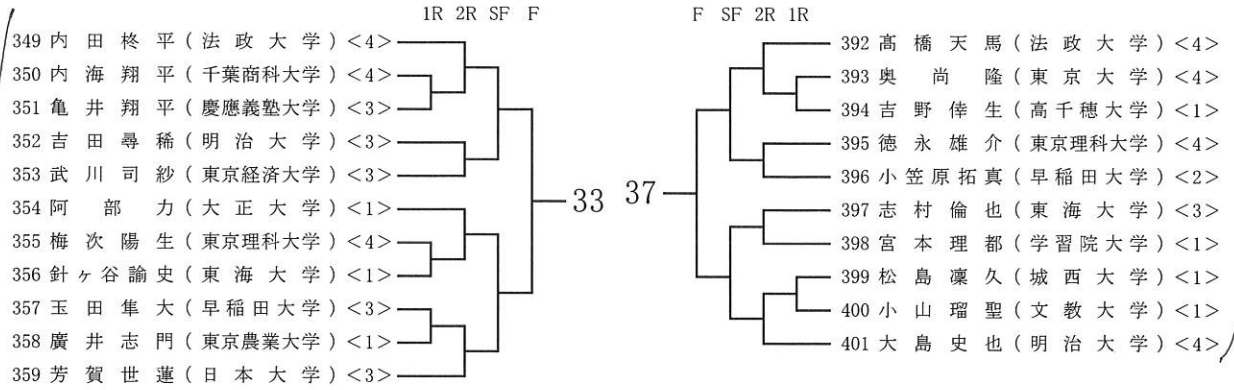 1R 2R SF F
349 内田柊平（法政大学）<4>
350 内海翔平（千葉商科大学）<4>
351 亀井翔平（慶應義塾大学）<3>
352 吉田尋稀（明治大学）<3>
353 武川司紗（東京経済大学）<3>
354 阿部力（大正大学）<1>
355 梅次陽生（東京理科大学）<4>
356 針ヶ谷諭史（東海大学）<1>
357 玉田隼大（早稲田大学）<3>
358 廣井志門（東京農業大学）<1>
359 芳賀世蓮（日本大学）<3>
33
F SF 2R 1R
37
392 髙橋天馬（法政大学）<4>
393 奥尚隆（東京大学）<4>
394 吉野倖生（高千穂大学）<1>
395 徳永雄介（東京理科大学）<4>
396 小笠原拓真（早稲田大学）<2>
397 志村倫也（東海大学）<3>
398 宮本理都（学習院大学）<1>
399 松島凜久（城西大学）<1>
400 小山瑠聖（文教大学）<1>
401 大島史也（明治大学）<4>